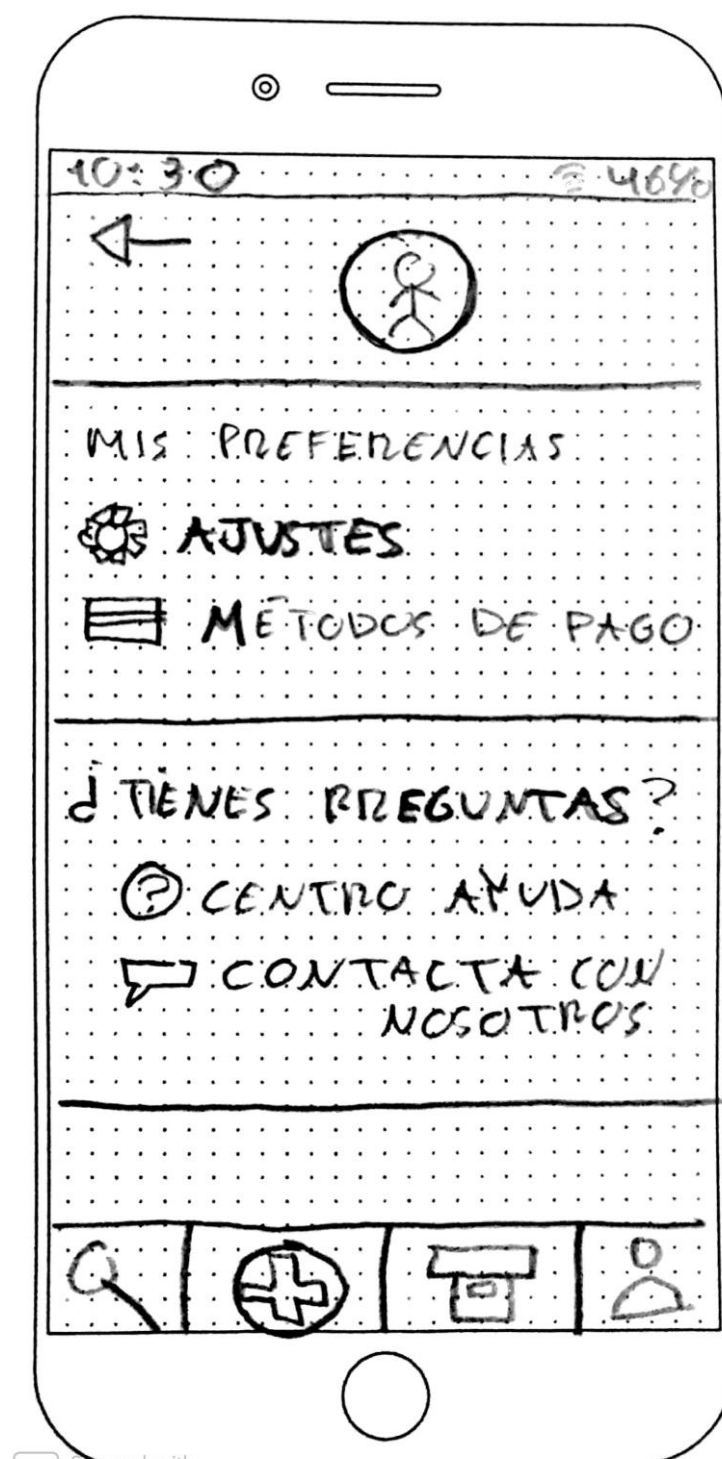 10:30 46%
MIS PREFERENCIAS
AJUSTES
MÉTODOS DE PAGO
¿TIENES PREGUNTAS?
? CENTRO AYUDA
CONTACTA CON
NOSOTROS